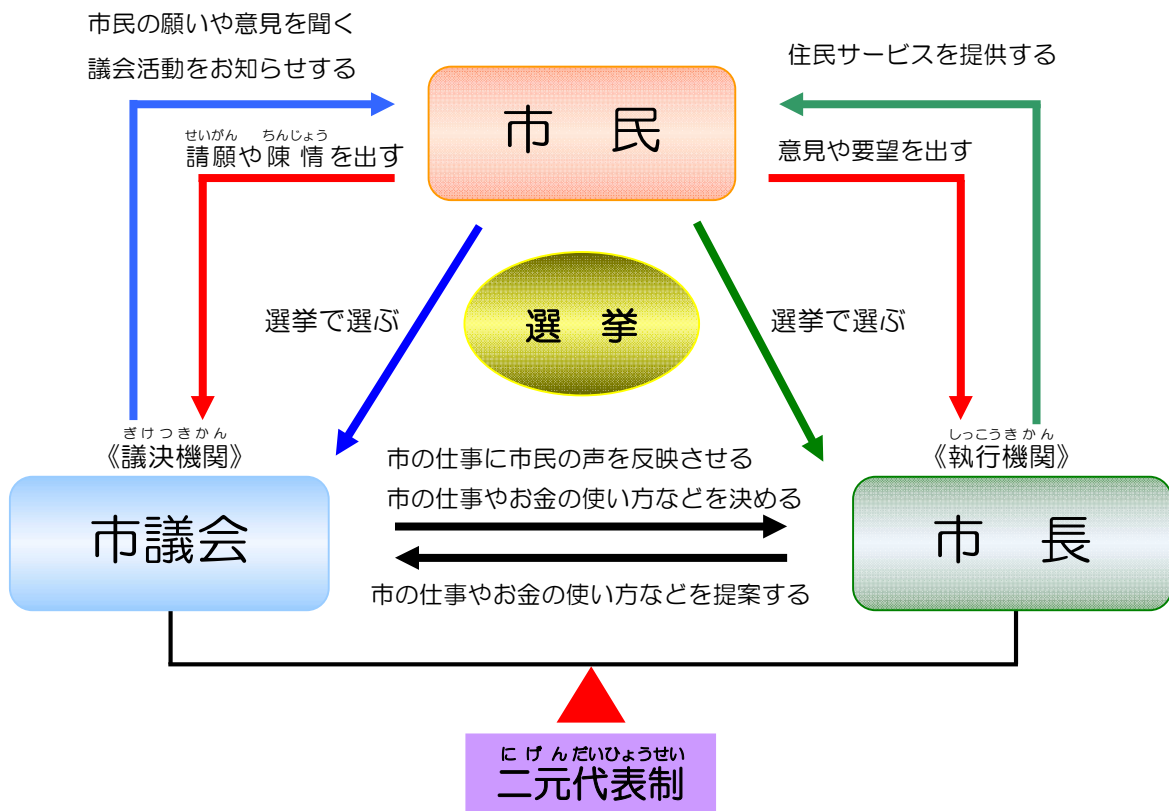 市民の願いや意見を聞く
議会活動をお知らせする
住民サービスを提供する
市　民
せいがん　ちんじょう
請願や陳情を出す
意見や要望を出す
選挙で選ぶ
選　挙
選挙で選ぶ
ぎけつきかん
《議決機関》
しっこうきかん
《執行機関》
市の仕事に市民の声を反映させる
市の仕事やお金の使い方などを決める
市議会
市　長
市の仕事やお金の使い方などを提案する
にげんだいひょうせい
二元代表制